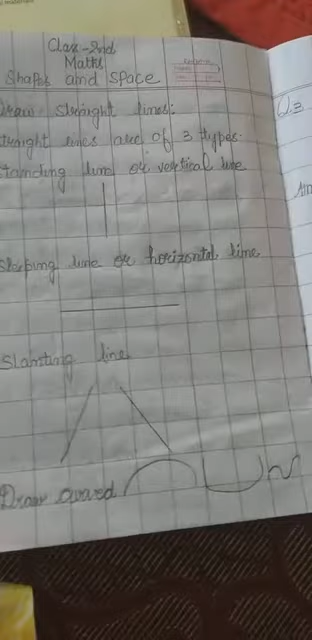 Class-2nd
Maths
Shapes and Space
Draw straight lines:
straight lines are of 3 types.
standing line or vertical line
Sleeping line or horizontal line
Slanting line
Draw curved
Q.3